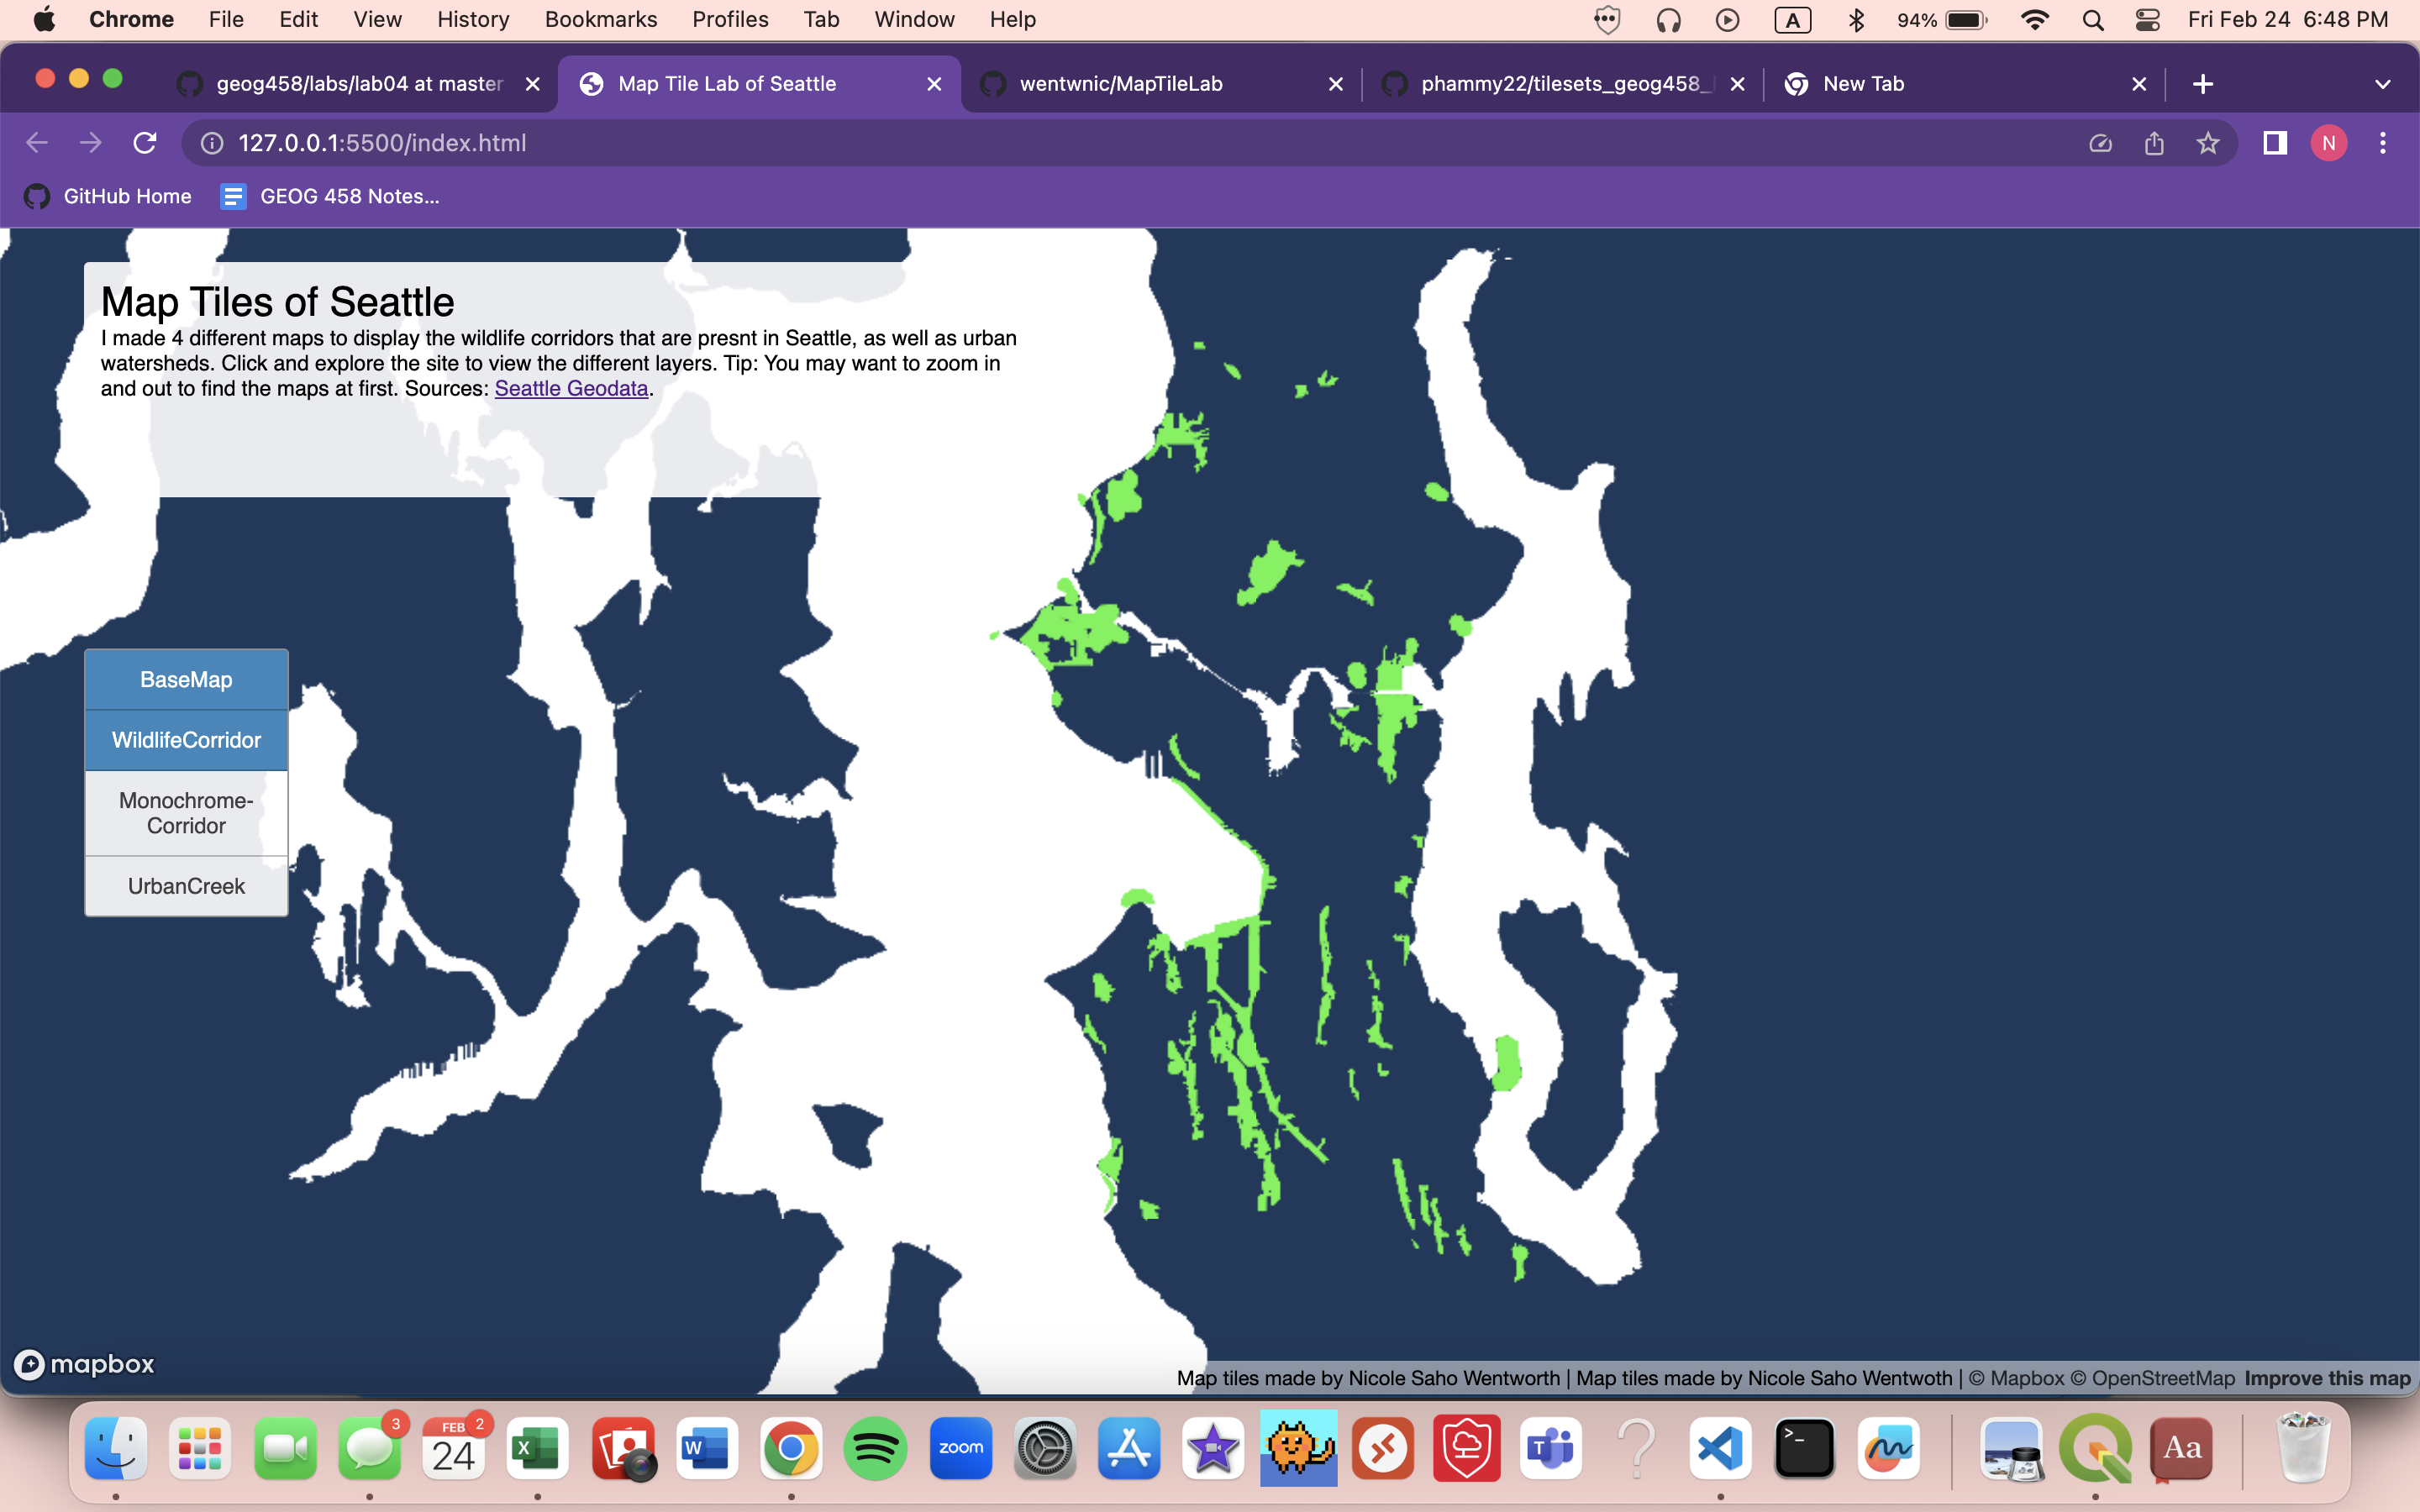 Chrome File Edit View History Bookmarks Profiles Tab Window Help A 94% Fri Feb 24 6:48 PM
geog458/labs/lab04 at master Map Tile Lab of Seattle wentwnic/MapTileLab phammy22/tilesets_geog458_ New Tab
127.0.0.1:5500/index.html N
GitHub Home GEOG 458 Notes...
Map Tiles of Seattle
I made 4 different maps to display the wildlife corridors that are presnt in Seattle, as well as urban
watersheds. Click and explore the site to view the different layers. Tip: You may want to zoom in
and out to find the maps at first. Sources: Seattle Geodata.
BaseMap
WildlifeCorridor
Monochrome-
Corridor
UrbanCreek
mapbox
Map tiles made by Nicole Saho Wentworth | Map tiles made by Nicole Saho Wentwoth | © Mapbox © OpenStreetMap Improve this map
3 FEB 2 24 X W zoom T ? >_ Aa